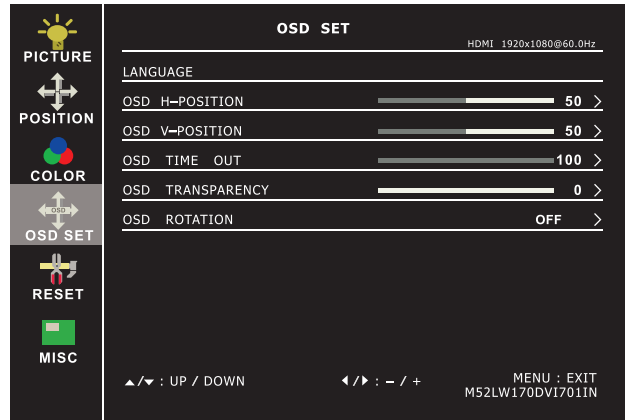 PICTURE
POSITION
COLOR
OSD
OSD SET
RESET
MISC
OSD SET
HDMI 1920x1080@60.0Hz
LANGUAGE
OSD H-POSITION 50 >
OSD V-POSITION 50 >
OSD TIME OUT 100 >
OSD TRANSPARENCY 0 >
OSD ROTATION OFF >
▲/▼ : UP / DOWN ◀/▶ : – / + MENU : EXIT
M52LW170DVI701IN